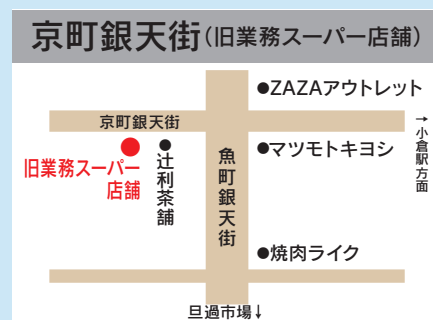 京町銀天街(旧業務スーパー店舗)
●ZAZAアウトレット
京町銀天街
→小倉駅方面
●マツモトキヨシ
旧業務スーパー
店舗
●辻利茶舗
魚町銀天街
●焼肉ライク
旦過市場↓